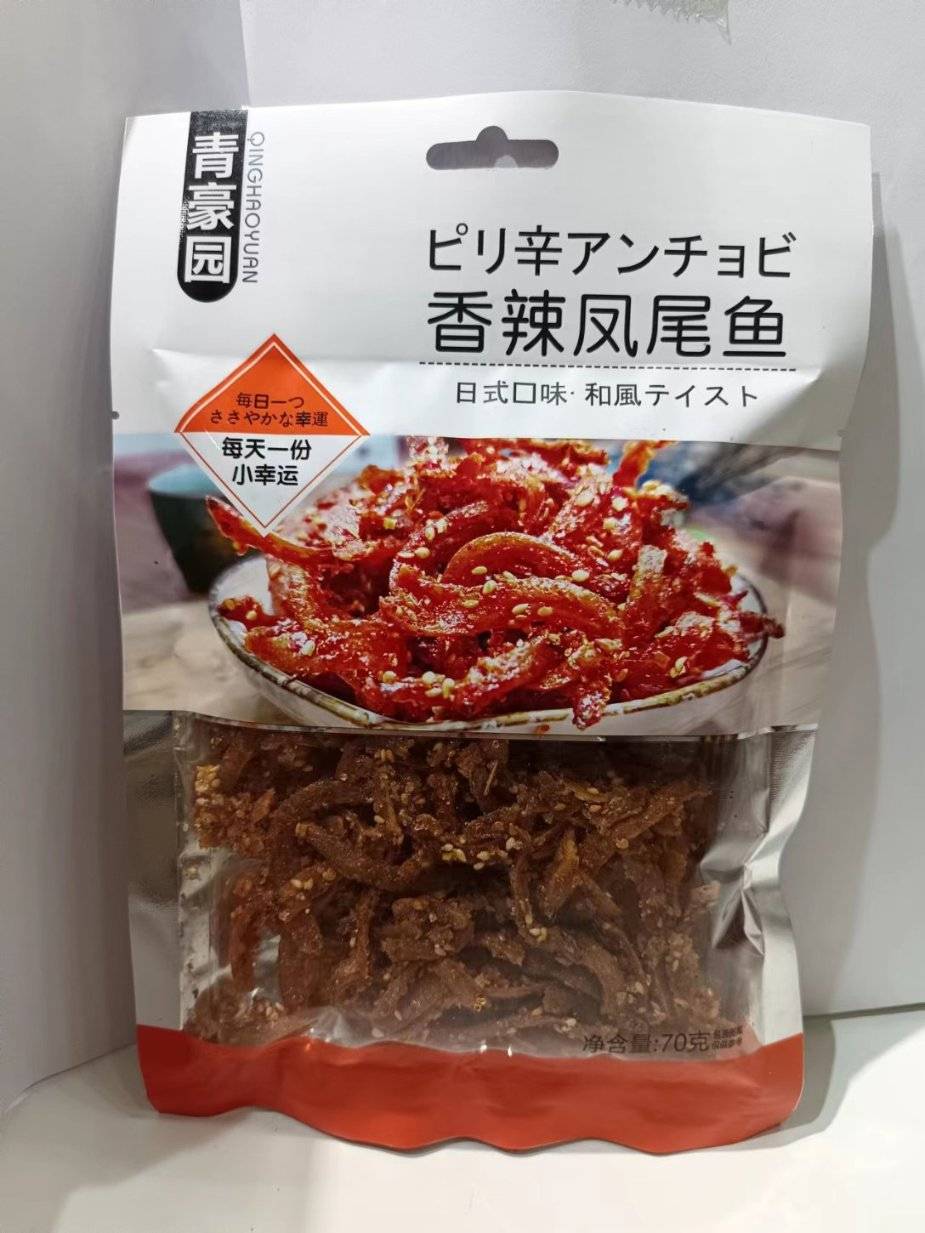 青豪园
QINGHAOYUAN
ピリ辛アンチョビ
香辣凤尾鱼
日式口味·和風テイスト
毎日一つ
ささやかな幸運
每天一份
小幸运
净含量:70克